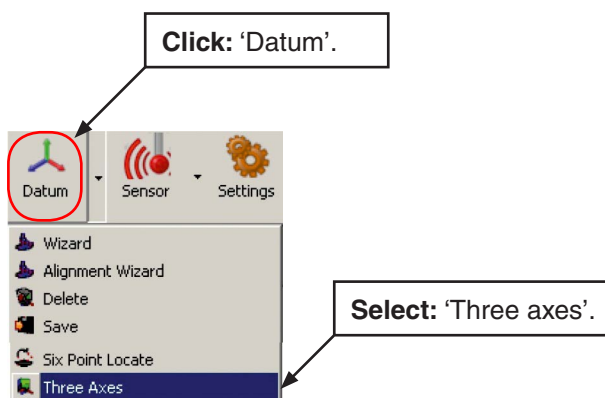 Click: ‘Datum’.
Datum
Sensor
Settings
Wizard
Alignment Wizard
Delete
Save
Six Point Locate
Three Axes
Select: ‘Three axes’.